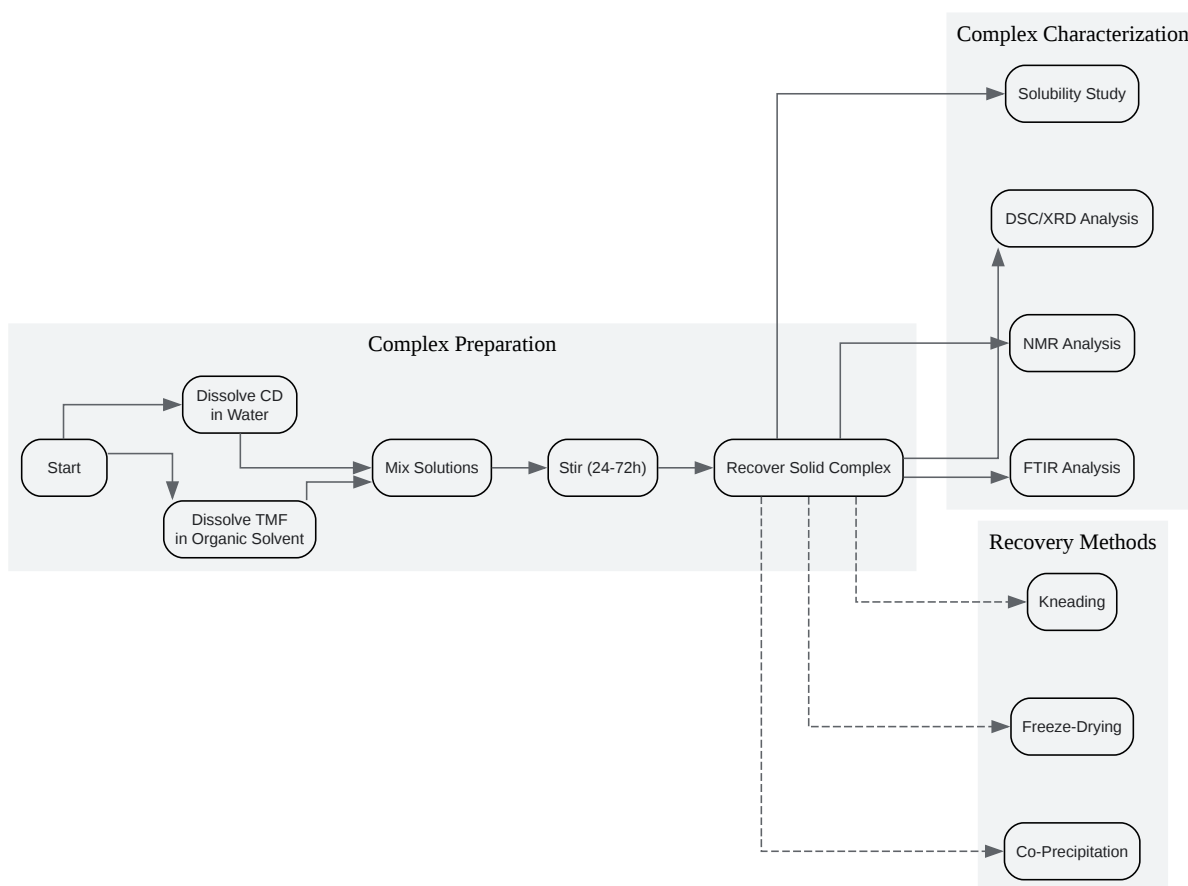 Complex Characterization
Solubility Study
DSC/XRD Analysis
NMR Analysis
FTIR Analysis
Complex Preparation
Start
Dissolve CD
in Water
Dissolve TMF
in Organic Solvent
Mix Solutions
Stir (24-72h)
Recover Solid Complex
Recovery Methods
Kneading
Freeze-Drying
Co-Precipitation